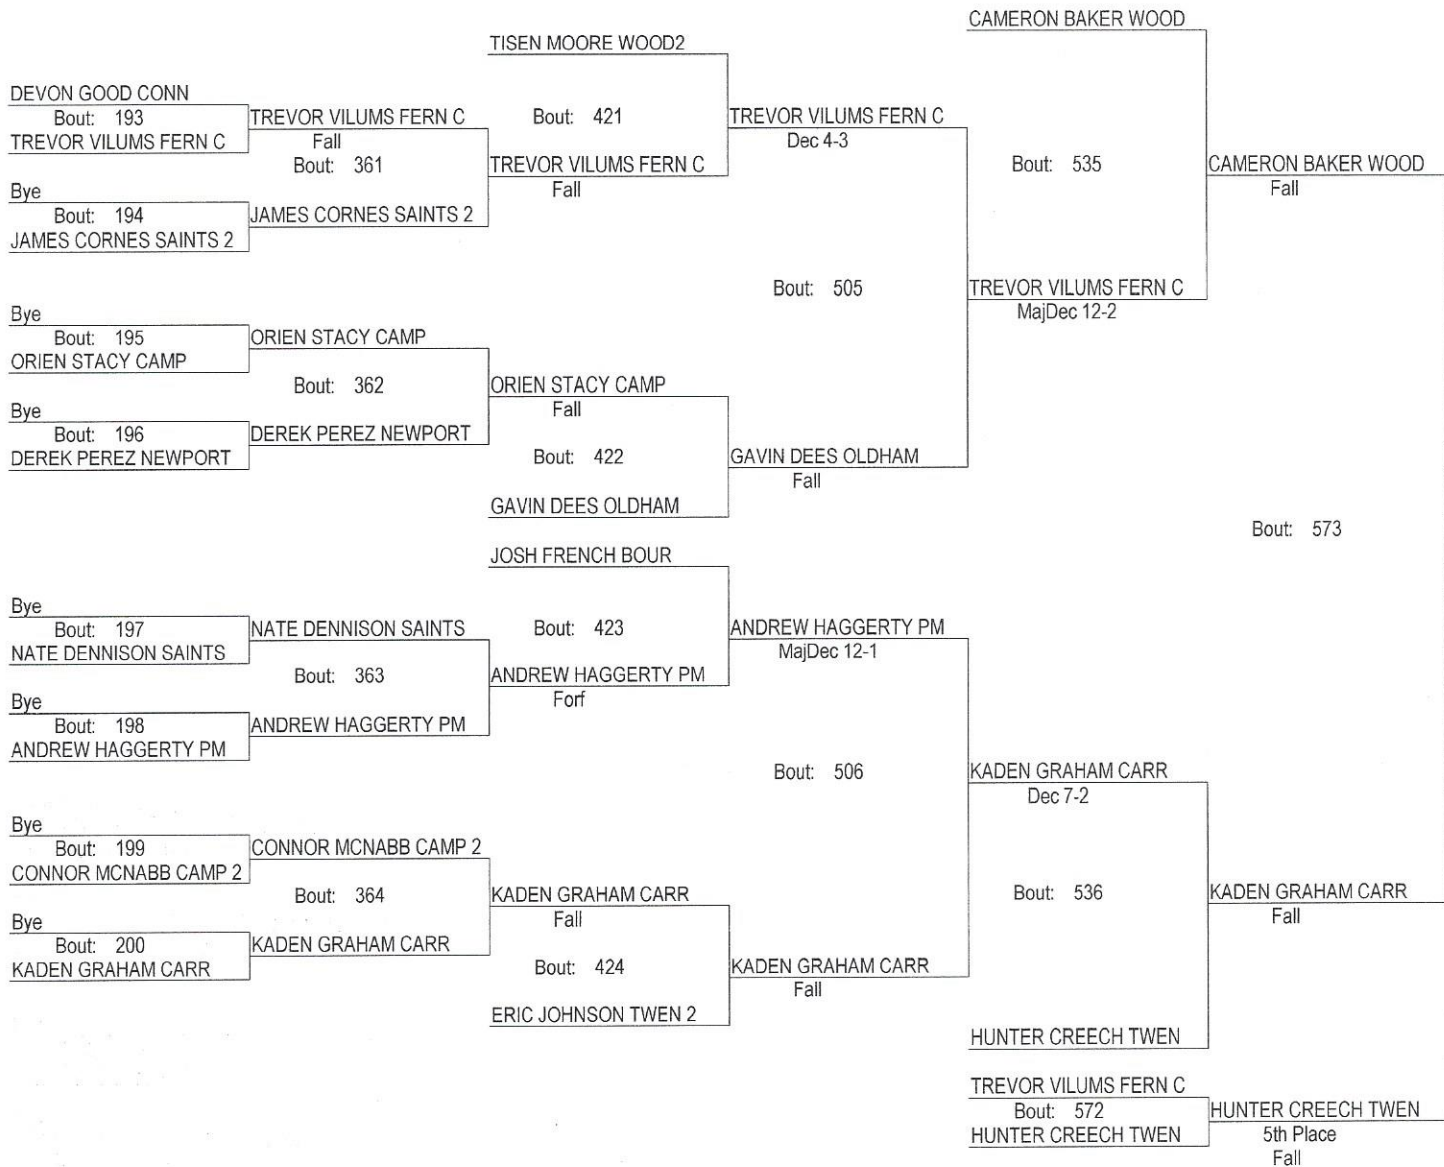 CAMERON BAKER WOOD
TISEN MOORE WOOD2
DEVON GOOD CONN
Bout: 193
TREVOR VILUMS FERN C
TREVOR VILUMS FERN C
Fall
Bout: 361
Bout: 421
TREVOR VILUMS FERN C
Dec 4-3
TREVOR VILUMS FERN C
Fall
Bout: 535
CAMERON BAKER WOOD
Fall
Bye
Bout: 194
JAMES CORNES SAINTS 2
JAMES CORNES SAINTS 2
Bout: 505
TREVOR VILUMS FERN C
MajDec 12-2
Bye
Bout: 195
ORIEN STACY CAMP
ORIEN STACY CAMP
Bout: 362
ORIEN STACY CAMP
Fall
Bye
Bout: 196
DEREK PEREZ NEWPORT
DEREK PEREZ NEWPORT
Bout: 422
GAVIN DEES OLDHAM
Fall
GAVIN DEES OLDHAM
Bout: 573
JOSH FRENCH BOUR
Bye
Bout: 197
NATE DENNISON SAINTS
NATE DENNISON SAINTS
Bout: 423
ANDREW HAGGERTY PM
MajDec 12-1
Bout: 363
ANDREW HAGGERTY PM
Forf
Bye
Bout: 198
ANDREW HAGGERTY PM
ANDREW HAGGERTY PM
Bout: 506
KADEN GRAHAM CARR
Dec 7-2
Bye
Bout: 199
CONNOR MCNABB CAMP 2
CONNOR MCNABB CAMP 2
Bout: 364
KADEN GRAHAM CARR
Fall
Bout: 536
KADEN GRAHAM CARR
Fall
Bye
Bout: 200
KADEN GRAHAM CARR
KADEN GRAHAM CARR
Bout: 424
KADEN GRAHAM CARR
Fall
ERIC JOHNSON TWEN 2
HUNTER CREECH TWEN
TREVOR VILUMS FERN C
Bout: 572
HUNTER CREECH TWEN
HUNTER CREECH TWEN
5th Place
Fall